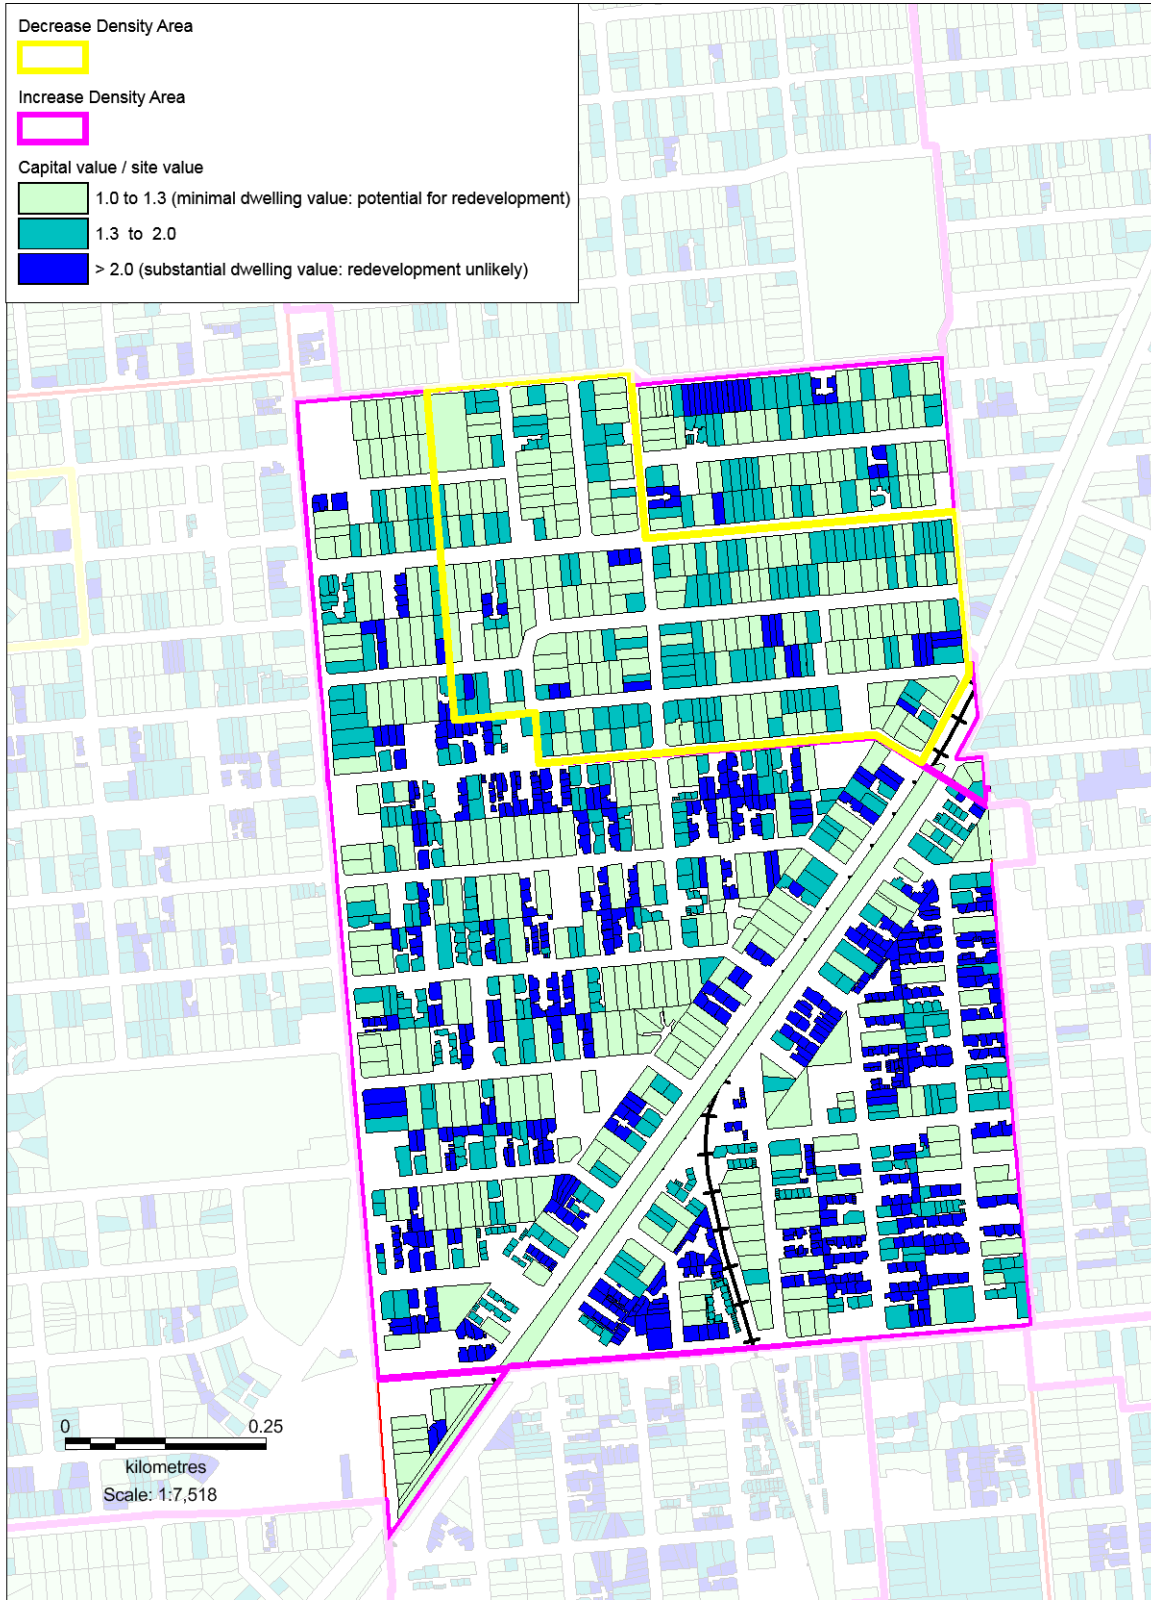 Decrease Density Area
Increase Density Area
Capital value / site value
1.0 to 1.3 (minimal dwelling value: potential for redevelopment)
1.3 to 2.0
> 2.0 (substantial dwelling value: redevelopment unlikely)
0 0.25
kilometres
Scale: 1:7,518